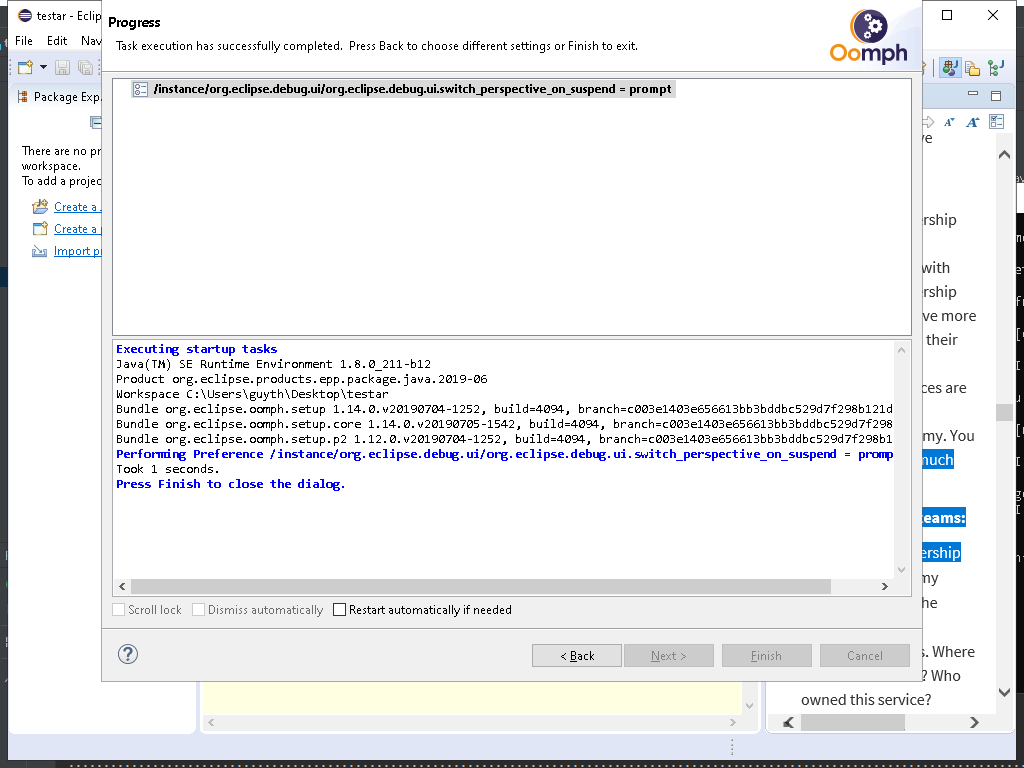 testar - Eclip
File Edit Nav
Package Exp
There are no pr
workspace.
To add a projec
Create a
Create a
Import p
Progress
Task execution has successfully completed. Press Back to choose different settings or Finish to exit.
Oomph
/instance/org.eclipse.debug.ui/org.eclipse.debug.ui.switch_perspective_on_suspend = prompt
Executing startup tasks
Java(TM) SE Runtime Environment 1.8.0_211-b12
Product org.eclipse.products.epp.package.java.2019-06
Workspace C:\Users\guyth\Desktop\testar
Bundle org.eclipse.oomph.setup 1.14.0.v20190704-1252, build=4094, branch=c003e1403e656613bb3bddbc529d7f298b121d
Bundle org.eclipse.oomph.setup.core 1.14.0.v20190705-1542, build=4094, branch=c003e1403e656613bb3bddbc529d7f298
Bundle org.eclipse.oomph.setup.p2 1.12.0.v20190704-1252, build=4094, branch=c003e1403e656613bb3bddbc529d7f298b1
Performing Preference /instance/org.eclipse.debug.ui/org.eclipse.debug.ui.switch_perspective_on_suspend = promp
Took 1 seconds.
Press Finish to close the dialog.
Scroll lock Dismiss automatically Restart automatically if needed
< Back Next > Finish Cancel
ve
ership
with
rship
ve more
their
ces are
my. You
much
eams:
ership
my
he
s. Where
? Who
owned this service?